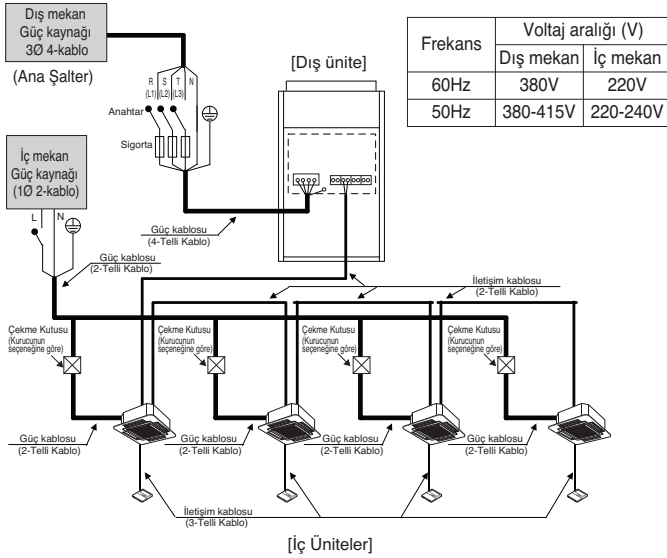 Dış mekan
Güç kaynağı
3Ø 4-kablo
(Ana Şalter)
R S T N
(L1) (L2) (L3)
Anahtar
Sigorta
[Dış ünite]
Frekans
Voltaj aralığı (V)
Dış mekan İç mekan
60Hz 380V 220V
50Hz 380-415V 220-240V
İç mekan
Güç kaynağı
(1Ø 2-kablo)
L N
Güç kablosu
(4-Telli Kablo)
Güç kablosu
(2-Telli Kablo)
İletişim kablosu
(2-Telli Kablo)
Çekme Kutusu
(Kurucunun
seçeneğine göre)
Çekme Kutusu
(Kurucunun
seçeneğine göre)
Çekme Kutusu
(Kurucunun
seçeneğine göre)
Çekme Kutusu
(Kurucunun
seçeneğine göre)
Güç kablosu
(2-Telli Kablo)
Güç kablosu
(2-Telli Kablo)
Güç kablosu
(2-Telli Kablo)
Güç kablosu
(2-Telli Kablo)
İletişim kablosu
(3-Telli Kablo)
[İç Üniteler]